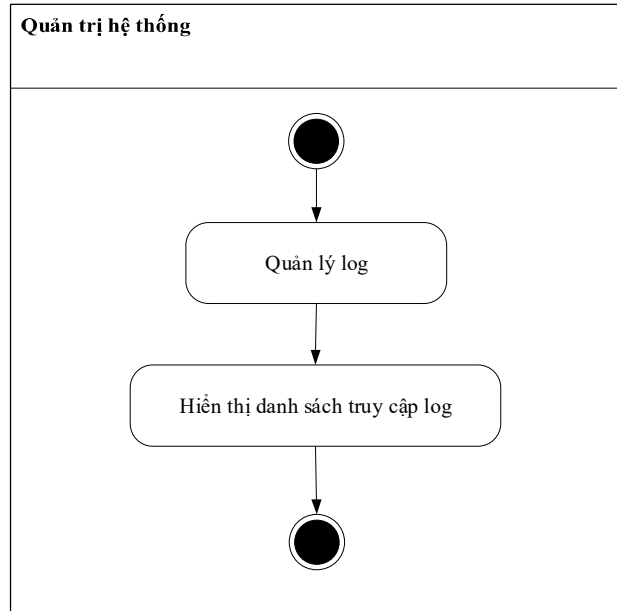 Quản trị hệ thống
Quản lý log
Hiển thị danh sách truy cập log